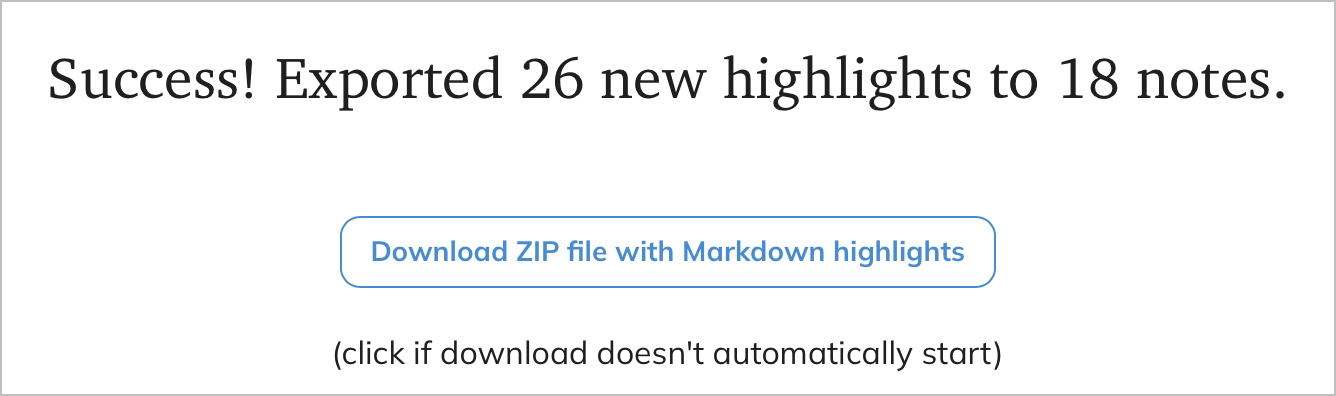 Success! Exported 26 new highlights to 18 notes.
Download ZIP file with Markdown highlights
(click if download doesn't automatically start)